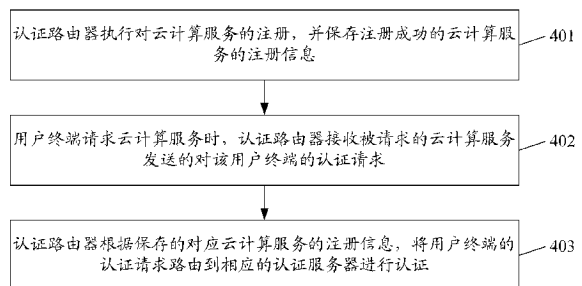 认证路由器执行对云计算服务的注册，并保存注册成功的云计算服
务的注册信息
401
用户终端请求云计算服务时，认证路由器接收被请求的云计算服务
发送的对该用户终端的认证请求
402
认证路由器根据保存的对应云计算服务的注册信息，将用户终端的
认证请求路由到相应的认证服务器进行认证
403